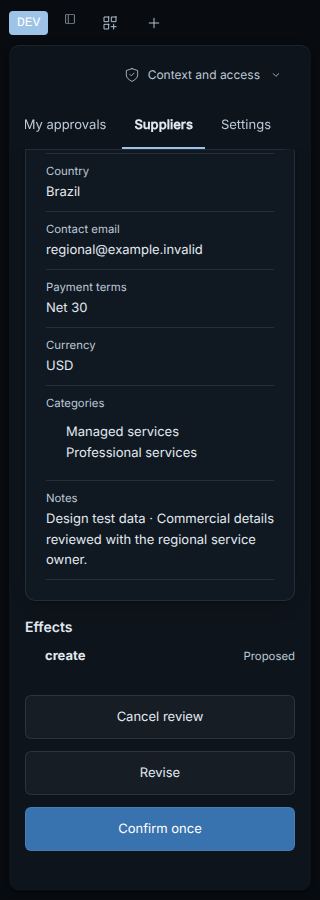 DEV
Context and access
My approvals
Suppliers
Settings
Country
Brazil
Contact email
regional@example.invalid
Payment terms
Net 30
Currency
USD
Categories
Managed services
Professional services
Notes
Design test data · Commercial details
reviewed with the regional service
owner.
Effects
create
Proposed
Cancel review
Revise
Confirm once